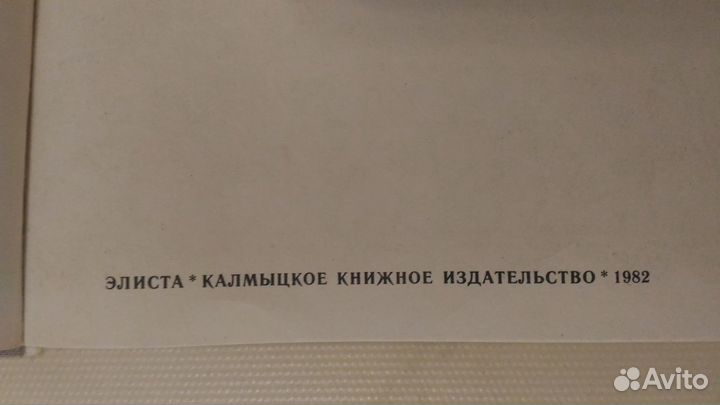 ЭЛИСТА * КАЛМЫЦКОЕ КНИЖНОЕ ИЗДАТЕЛЬСТВО * 1982
Avito